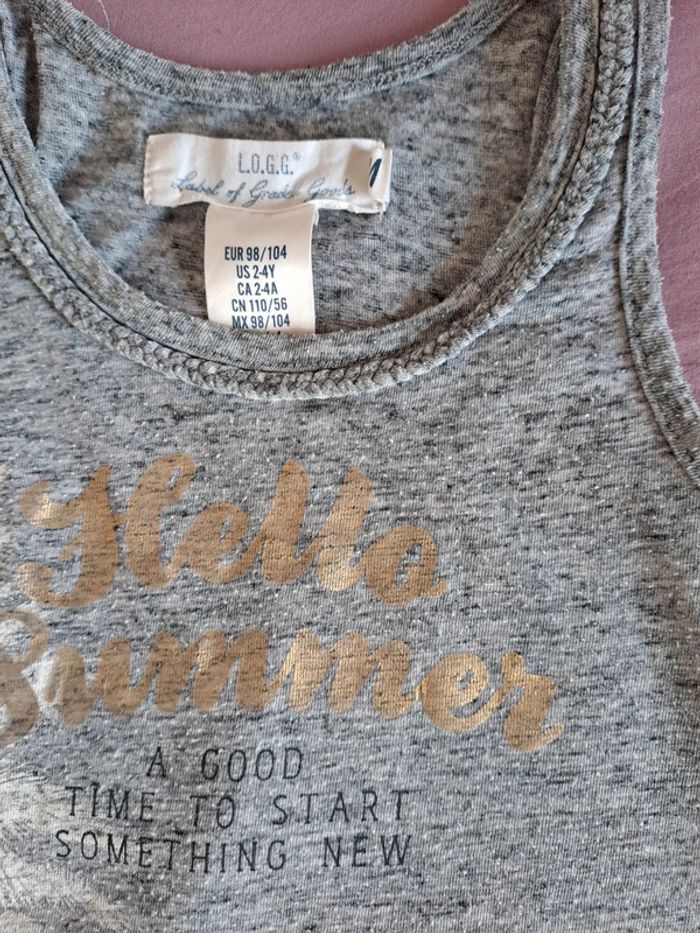 L.O.G.G.®
Label of Graded Goods
EUR 98/104
US 2-4Y
CA 2-4A
CN 110/56
MX 98/104
Hello
Summer
A GOOD
TIME TO START
SOMETHING NEW